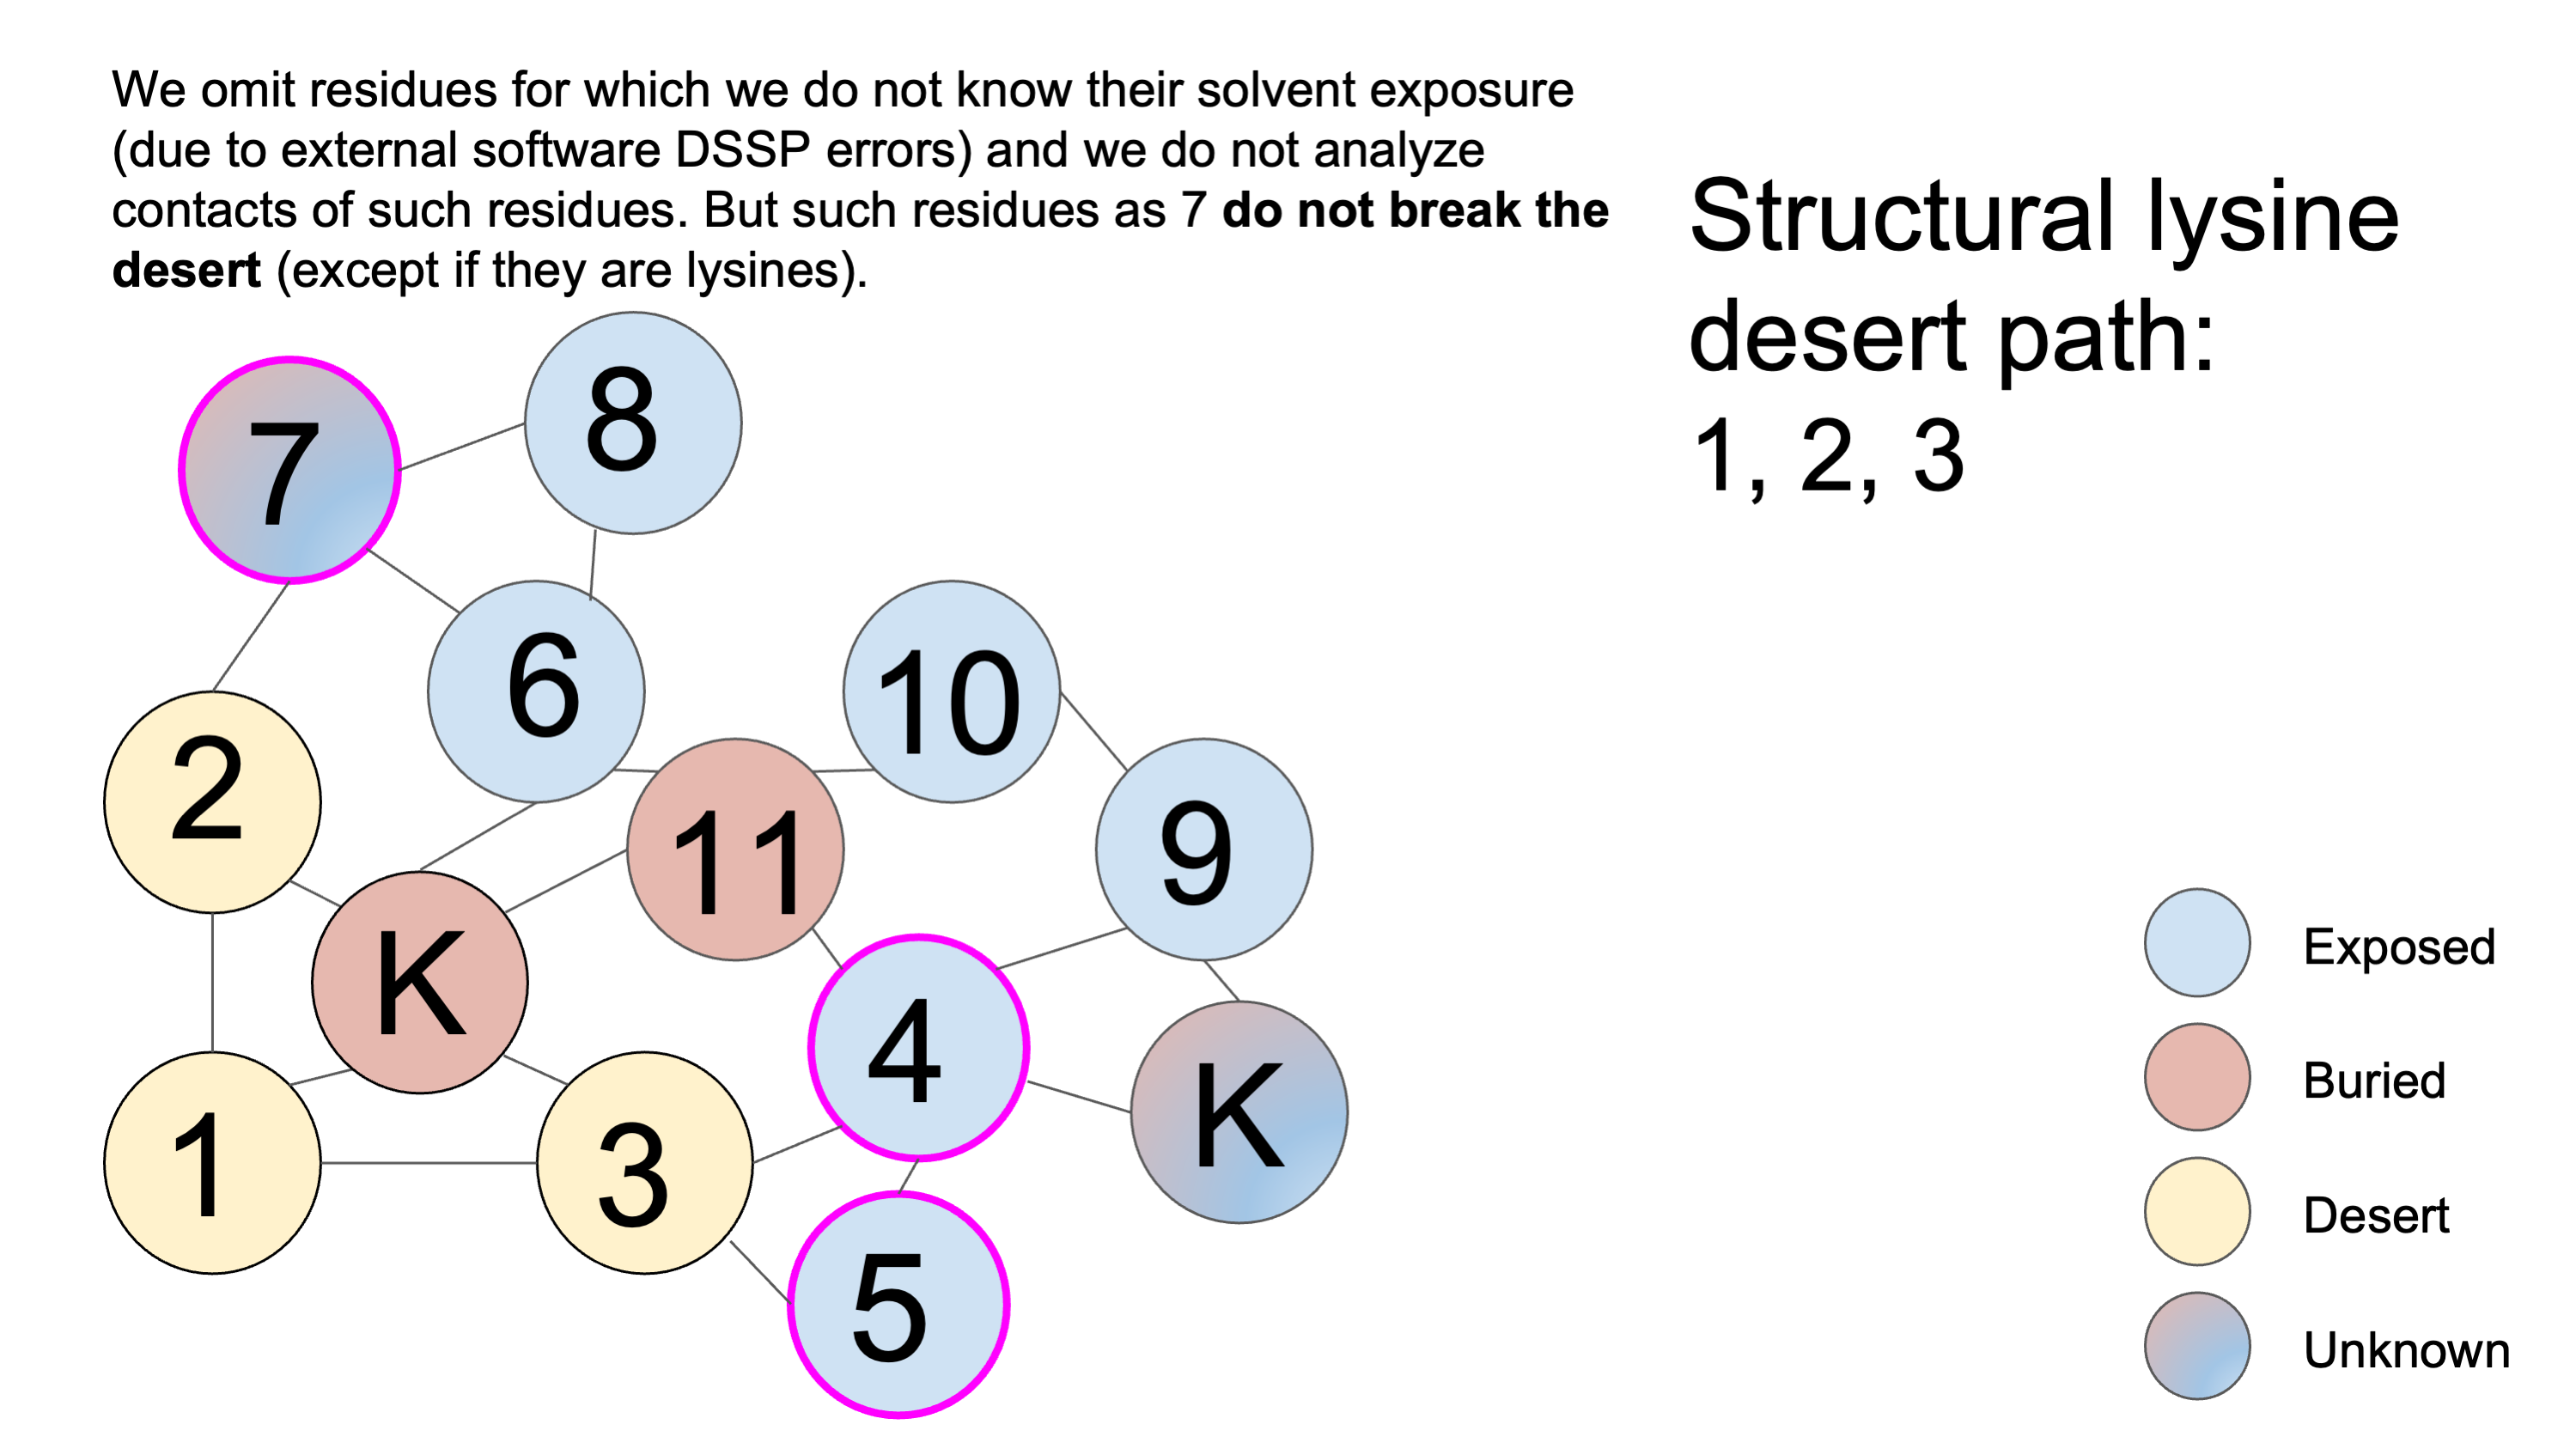 We omit residues for which we do not know their solvent exposure
(due to external software DSSP errors) and we do not analyze
contacts of such residues. But such residues as 7 do not break the
desert (except if they are lysines).
Structural lysine
desert path:
1, 2, 3
7
8
6
10
2
11
9
K
4
K
1
3
5
Exposed
Buried
Desert
Unknown